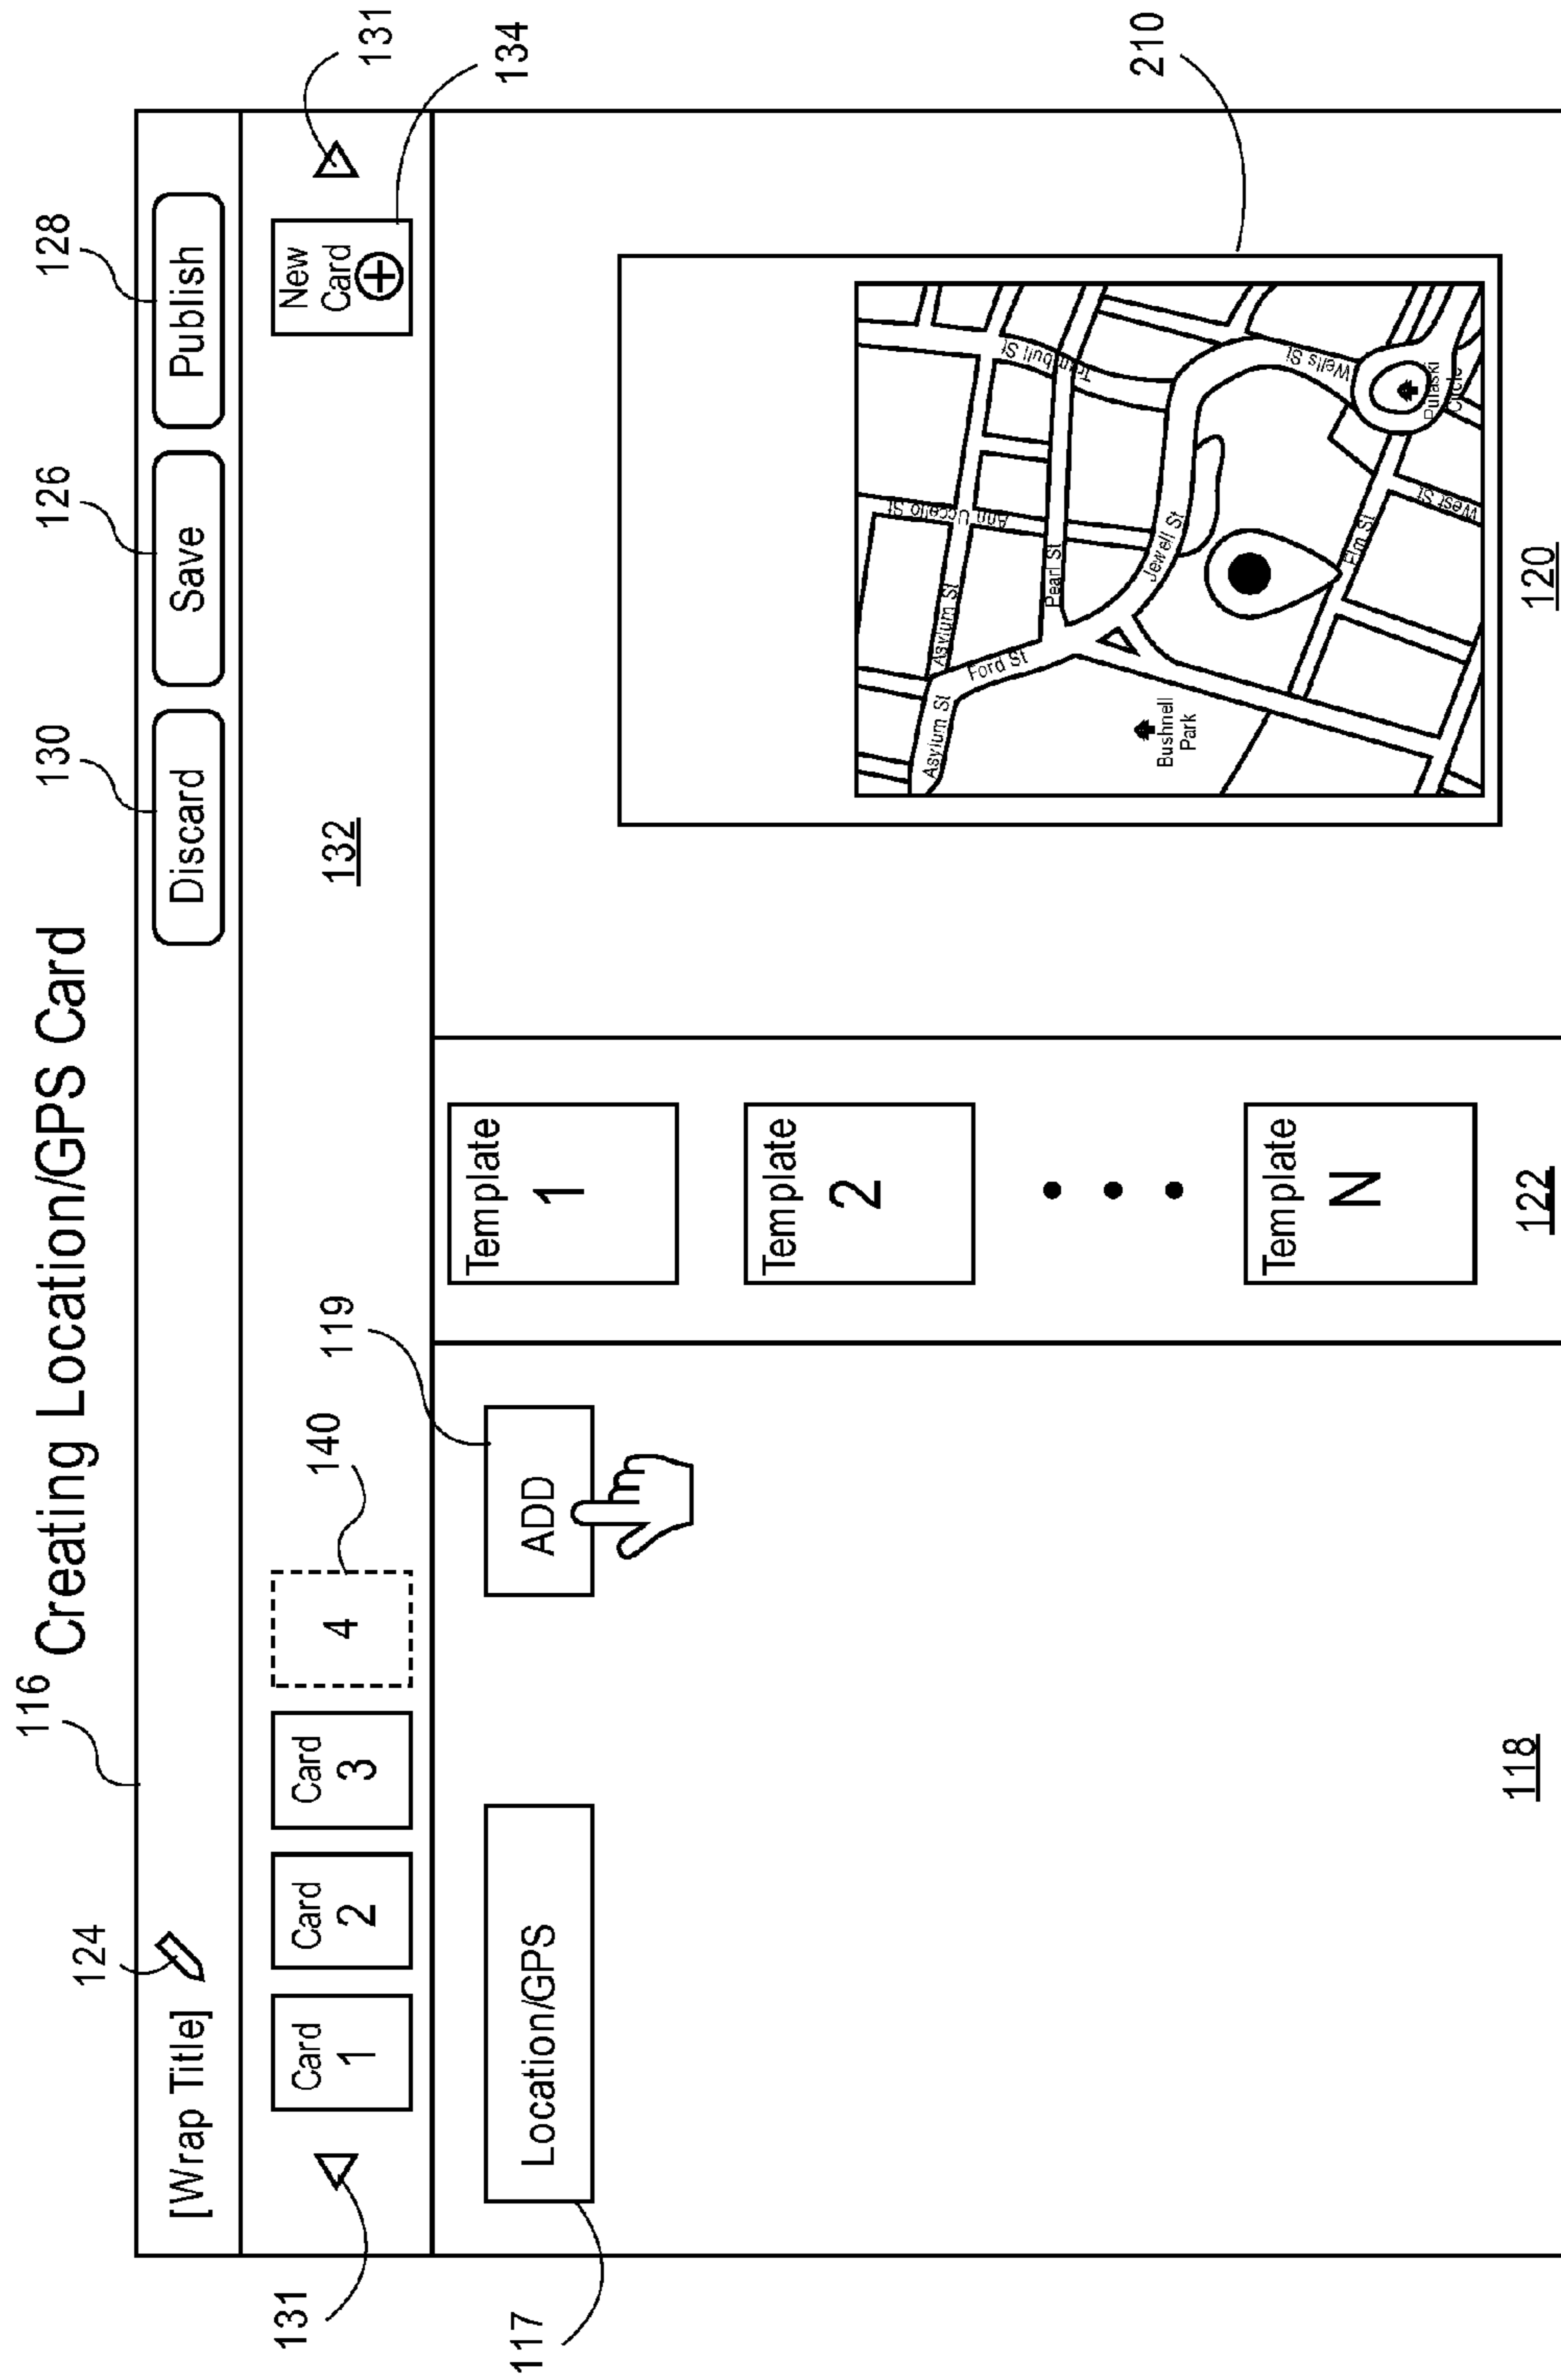 116
Creating Location/GPS Card
124
130
126
128
[Wrap Title]
Discard
Save
Publish
131
131
134
Card
1
Card
2
Card
3
4
140
132
119
New
Card
117
Location/GPS
ADD
118
Template
1
Template
2
Template
N
122
210
Asylum St
Asylum St
Ford St
Ann Uccello St
Trumbull St
Pearl St
Jewell St
Wells St
Bushnell
Park
Elm St
West St
Pulaski
Circle
120